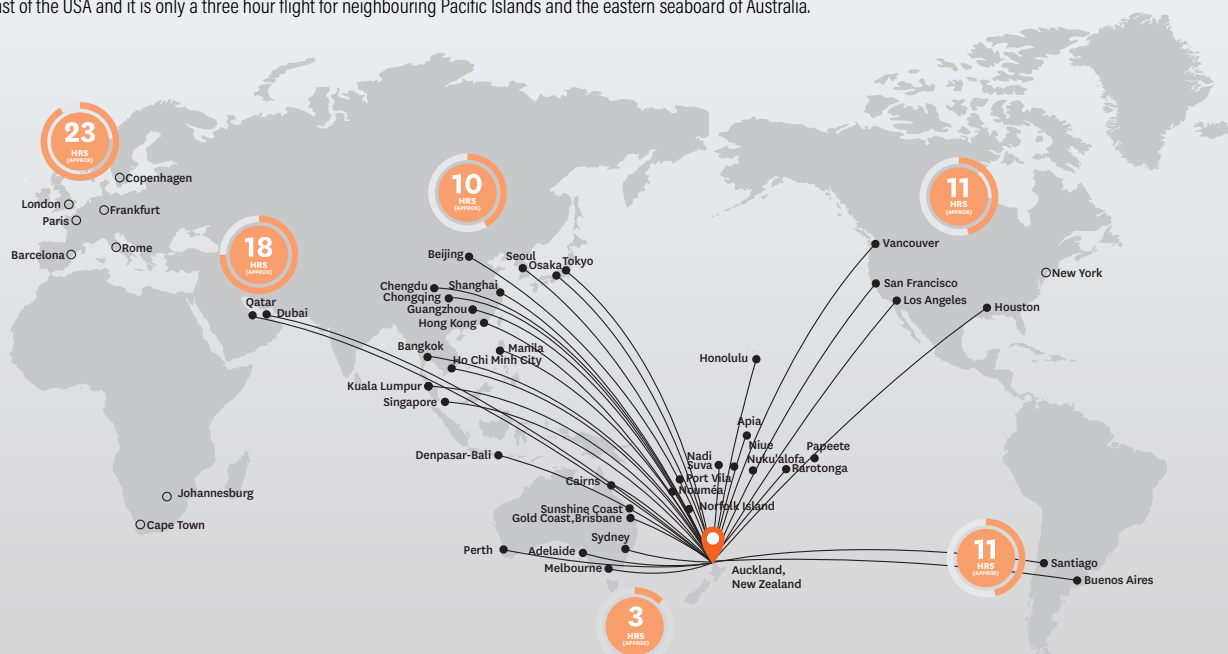 ast of the USA and it is only a three hour flight for neighbouring Pacific Islands and the eastern seaboard of Australia.
23
HRS
(APPROX)
Copenhagen
London
Frankfurt
Paris
Rome
Barcelona
18
HRS
(APPROX)
Qatar
Dubai
10
HRS
(APPROX)
Beijing
Seoul
Osaka
Tokyo
Chengdu
Shanghai
Chongqing
Guangzhou
Hong Kong
Bangkok
Manila
Ho Chi Minh City
Kuala Lumpur
Singapore
Denpasar-Bali
11
HRS
(APPROX)
Vancouver
New York
San Francisco
Los Angeles
Houston
Honolulu
Apia
Niue
Papeete
Nadi
Nuku'alofa
Suva
Rarotonga
Port Vila
Nouméa
Norfolk Island
Cairns
Sunshine Coast
Gold Coast,Brisbane
Sydney
Perth
Adelaide
Melbourne
Johannesburg
Cape Town
Auckland,
New Zealand
11
HRS
(APPROX)
Santiago
Buenos Aires
3
HRS
(APPROX)